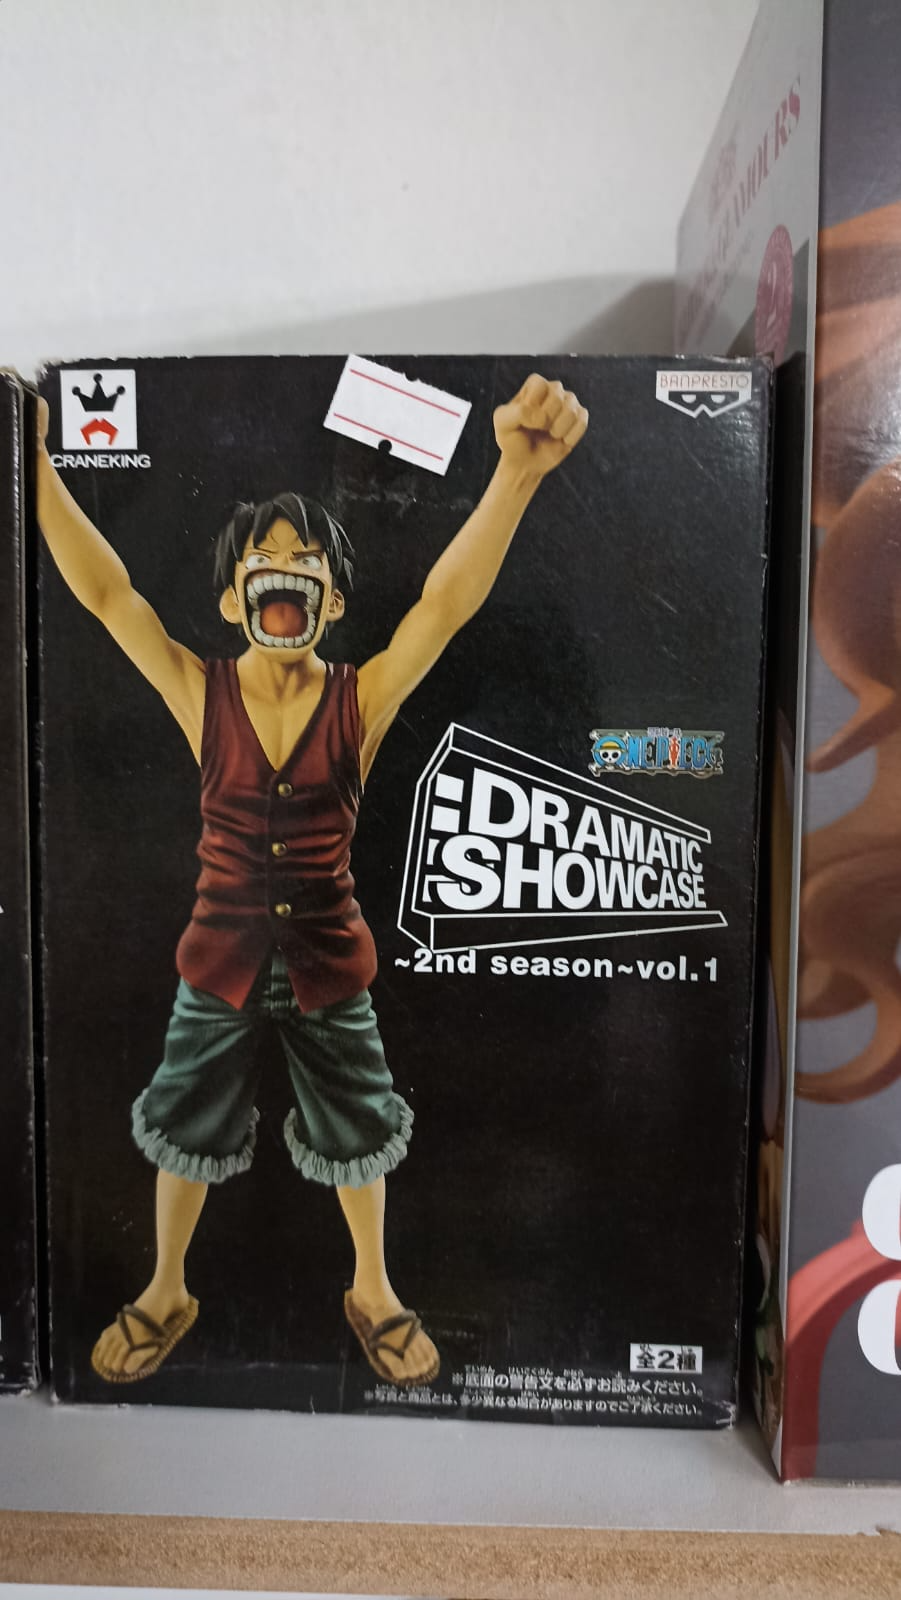 CRANEKING
BANPRESTO
ONE PIECE
:DRAMATIC
SHOWCASE
~2nd season~vol.1
全2種
※底面の警告文を必ずお読みください。
※写真と商品とは、多少異なる場合がありますのでご了承ください。
GLAMOURS